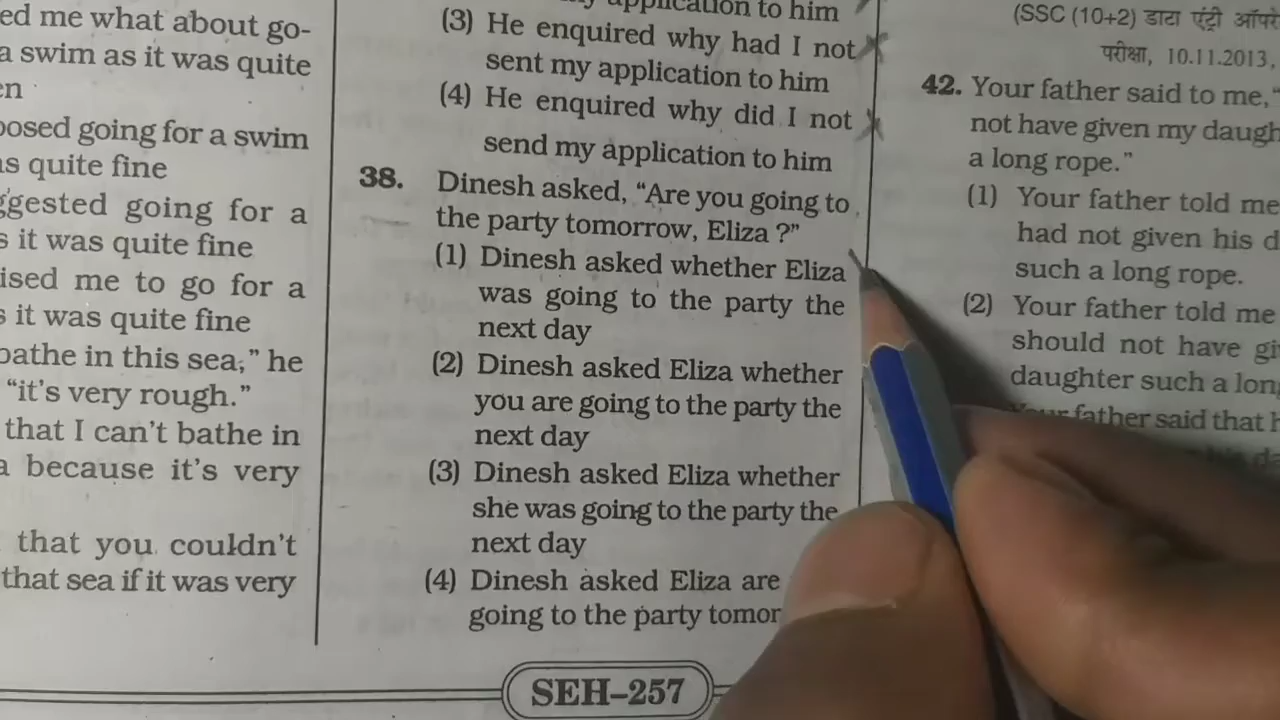 ed me what about go-
a swim as it was quite
en
posed going for a swim
as quite fine
ggested going for a
s it was quite fine
ised me to go for a
s it was quite fine
bathe in this sea," he
"it's very rough."
that I can't bathe in
a because it's very
that you couldn't
that sea if it was very
application to him
(3) He enquired why had I not
sent my application to him
(4) He enquired why did I not
send my application to him
38. Dinesh asked, "Are you going to
the party tomorrow, Eliza ?"
(1) Dinesh asked whether Eliza
was going to the party the
next day
(2) Dinesh asked Eliza whether
you are going to the party the
next day
(3) Dinesh asked Eliza whether
she was going to the party the
next day
(4) Dinesh asked Eliza are
going to the party tomor
(SSC (10+2) डाटा एंट्री ऑपरे
परीक्षा, 10.11.2013,
42. Your father said to me, "
not have given my daugh
a long rope."
(1) Your father told me
had not given his d
such a long rope.
(2) Your father told me
should not have gi
daughter such a lon
father said that h
SEH–257